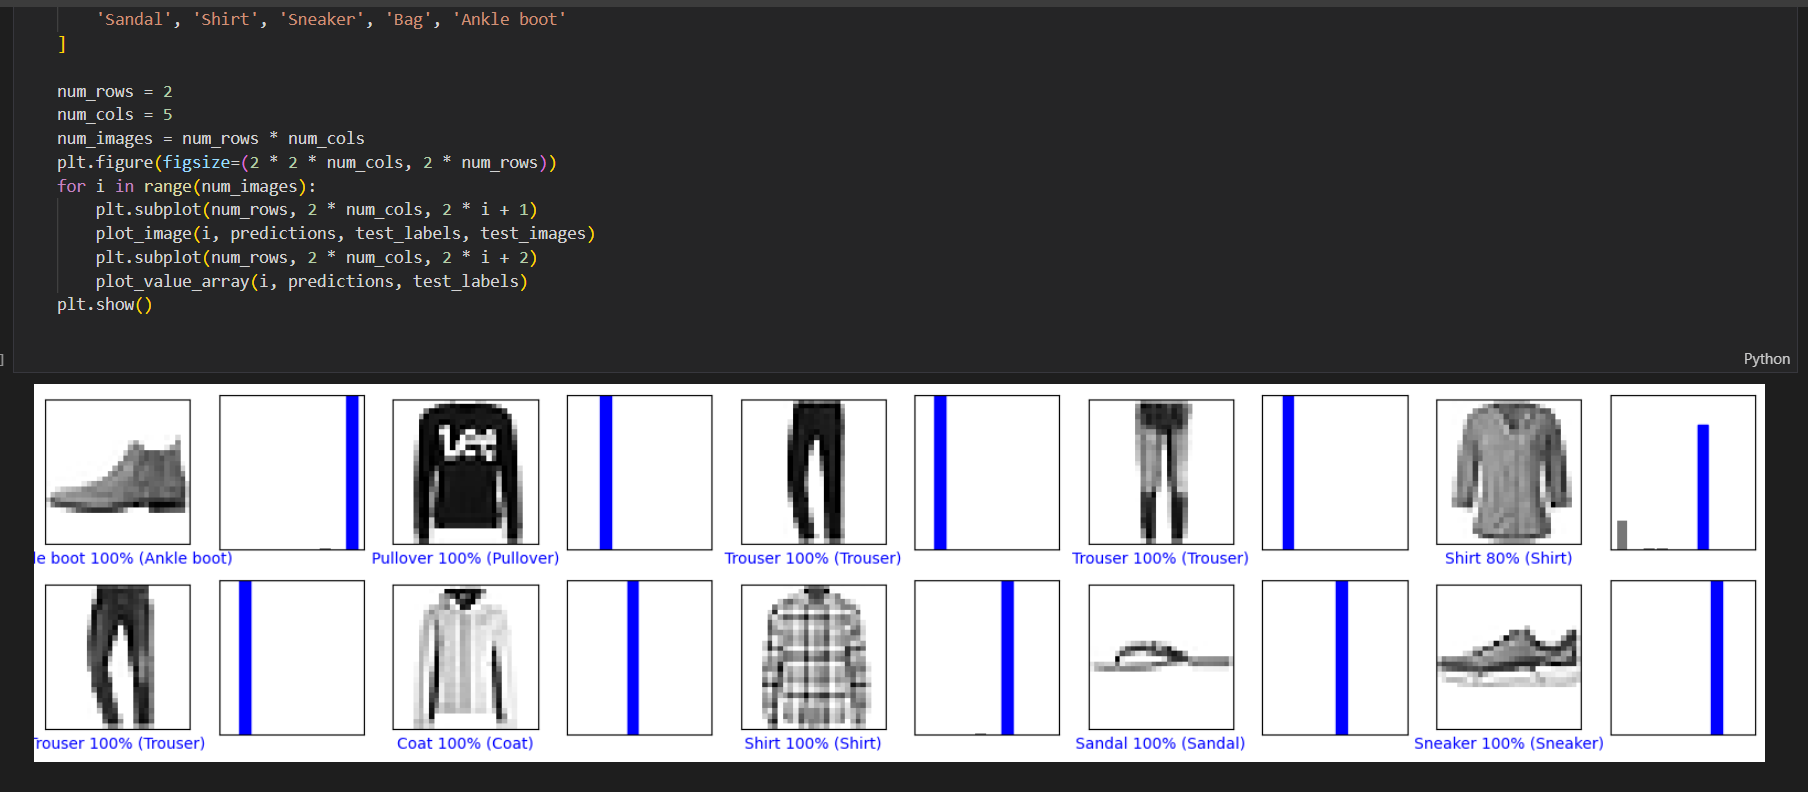 'Sandal', 'Shirt', 'Sneaker', 'Bag', 'Ankle boot'
]
num_rows = 2
num_cols = 5
num_images = num_rows * num_cols
plt.figure(figsize=(2 * 2 * num_cols, 2 * num_rows))
for i in range(num_images):
    plt.subplot(num_rows, 2 * num_cols, 2 * i + 1)
    plot_image(i, predictions, test_labels, test_images)
    plt.subplot(num_rows, 2 * num_cols, 2 * i + 2)
    plot_value_array(i, predictions, test_labels)
plt.show()
]
Python
le boot 100% (Ankle boot) Pullover 100% (Pullover) Trouser 100% (Trouser) Trouser 100% (Trouser) Shirt 80% (Shirt)
Trouser 100% (Trouser) Coat 100% (Coat) Shirt 100% (Shirt) Sandal 100% (Sandal) Sneaker 100% (Sneaker)